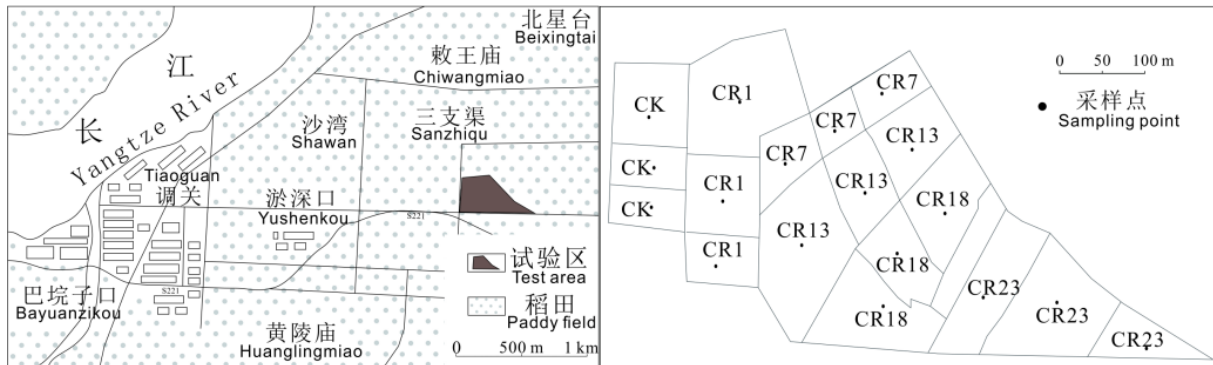 北星台
Beixingtai
江
敕王庙
Chiwangmiao
长
Yangtze River
沙湾
Shawan
三支渠
Sanzhiqu
Tiaoguan
调关
淤深口
Yushenkou
S221
试验区
Test area
巴垸子口
Bayuanzikou
S221
稻田
Paddy field
黄陵庙
Huanglingmiao
0 500 m 1 km
0 50 100 m
采样点
Sampling point
CK
CR1
CR7
CR7
CR13
CK
CR7
CR1
CR13
CK
CR18
CR13
CR1
CR18
CR23
CR18
CR23
CR23